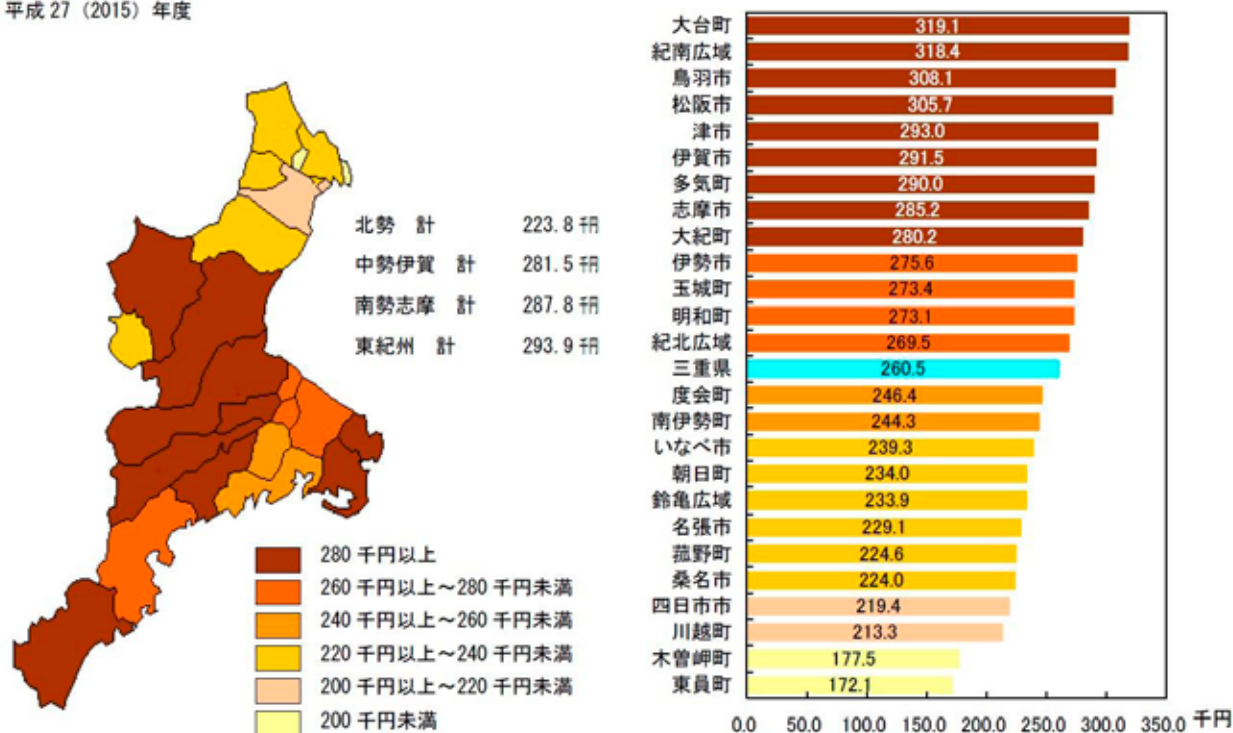 平成 27（2015）年度
北勢　計　223.8 千円
中勢伊賀　計　281.5 千円
南勢志摩　計　287.8 千円
東紀州　計　293.9 千円
280 千円以上
260 千円以上～280 千円未満
240 千円以上～260 千円未満
220 千円以上～240 千円未満
200 千円以上～220 千円未満
200 千円未満
大台町 319.1
紀南広域 318.4
鳥羽市 308.1
松阪市 305.7
津市 293.0
伊賀市 291.5
多気町 290.0
志摩市 285.2
大紀町 280.2
伊勢市 275.6
玉城町 273.4
明和町 273.1
紀北広域 269.5
三重県 260.5
度会町 246.4
南伊勢町 244.3
いなべ市 239.3
朝日町 234.0
鈴亀広域 233.9
名張市 229.1
菰野町 224.6
桑名市 224.0
四日市市 219.4
川越町 213.3
木曽岬町 177.5
東員町 172.1
0.0 50.0 100.0 150.0 200.0 250.0 300.0 350.0 千円